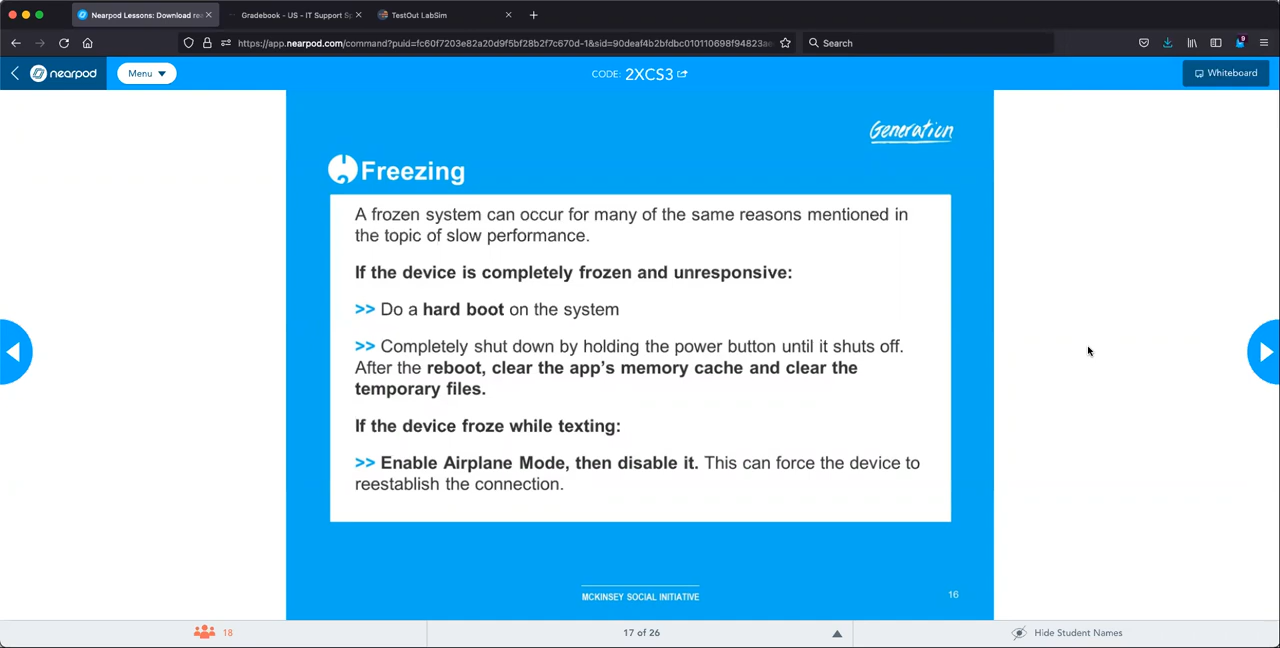 Nearpod Lessons: Download rea
Gradebook - US - IT Support Sp
TestOut LabSim
https://app.nearpod.com/command?puid=fc60f7203e82a20d9f5bf28b2f7c670d-1&sid=90deaf4b2bfdbc010110698f94823a
Search
9
nearpod
Menu
CODE: 2XCS3
Whiteboard
Generation
Freezing
A frozen system can occur for many of the same reasons mentioned in
the topic of slow performance.
If the device is completely frozen and unresponsive:
>> Do a hard boot on the system
>> Completely shut down by holding the power button until it shuts off.
After the reboot, clear the app's memory cache and clear the
temporary files.
If the device froze while texting:
>> Enable Airplane Mode, then disable it. This can force the device to
reestablish the connection.
MCKINSEY SOCIAL INITIATIVE
16
18
17 of 26
Hide Student Names